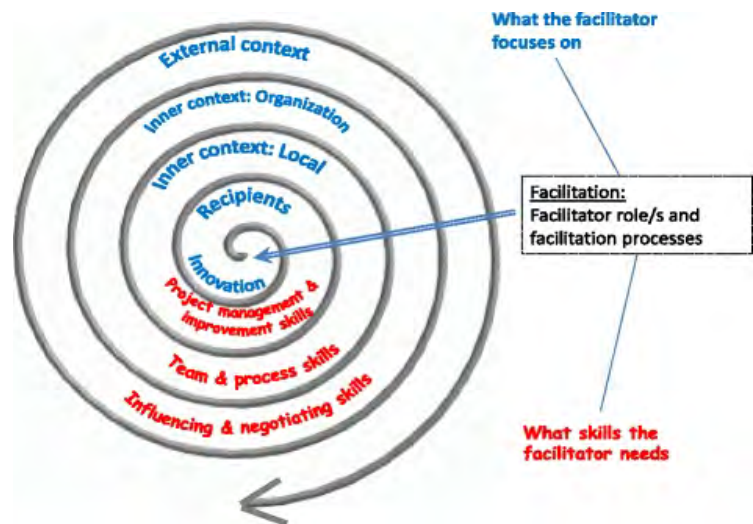 External context
Inner context: Organization
Inner context: Local
Recipients
Innovation
Project management &
improvement skills
Team & process skills
Influencing & negotiating skills
What the facilitator
focuses on
Facilitation:
Facilitator role/s and
facilitation processes
What skills the
facilitator needs